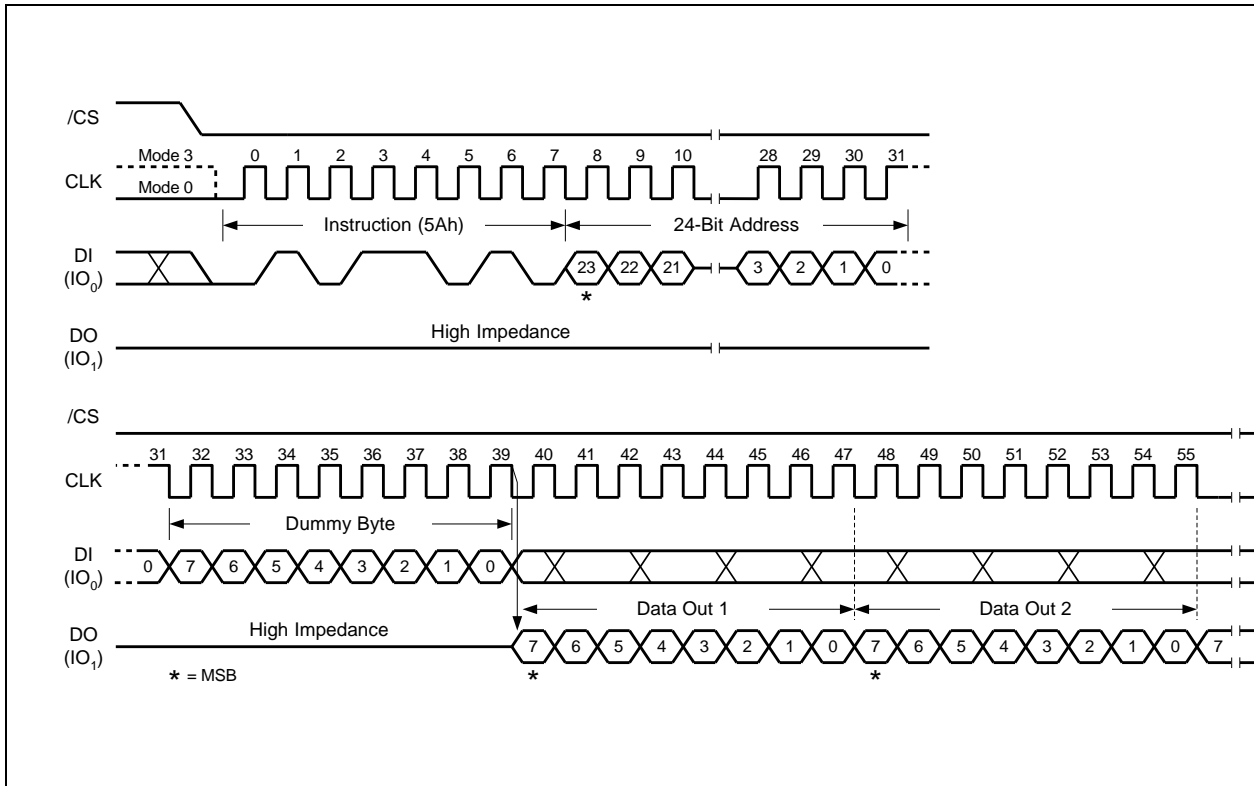 /CS
Mode 3 0 1 2 3 4 5 6 7 8 9 10 28 29 30 31
CLK
Mode 0
Instruction (5Ah) 24-Bit Address
DI
(IO0) 23 22 21 3 2 1 0
*
DO
(IO1)
High Impedance
/CS
31 32 33 34 35 36 37 38 39 40 41 42 43 44 45 46 47 48 49 50 51 52 53 54 55
CLK
Dummy Byte
DI
(IO0) 0 7 6 5 4 3 2 1 0
Data Out 1 Data Out 2
DO
(IO1)
High Impedance
7 6 5 4 3 2 1 0 7 6 5 4 3 2 1 0 7
* = MSB * *